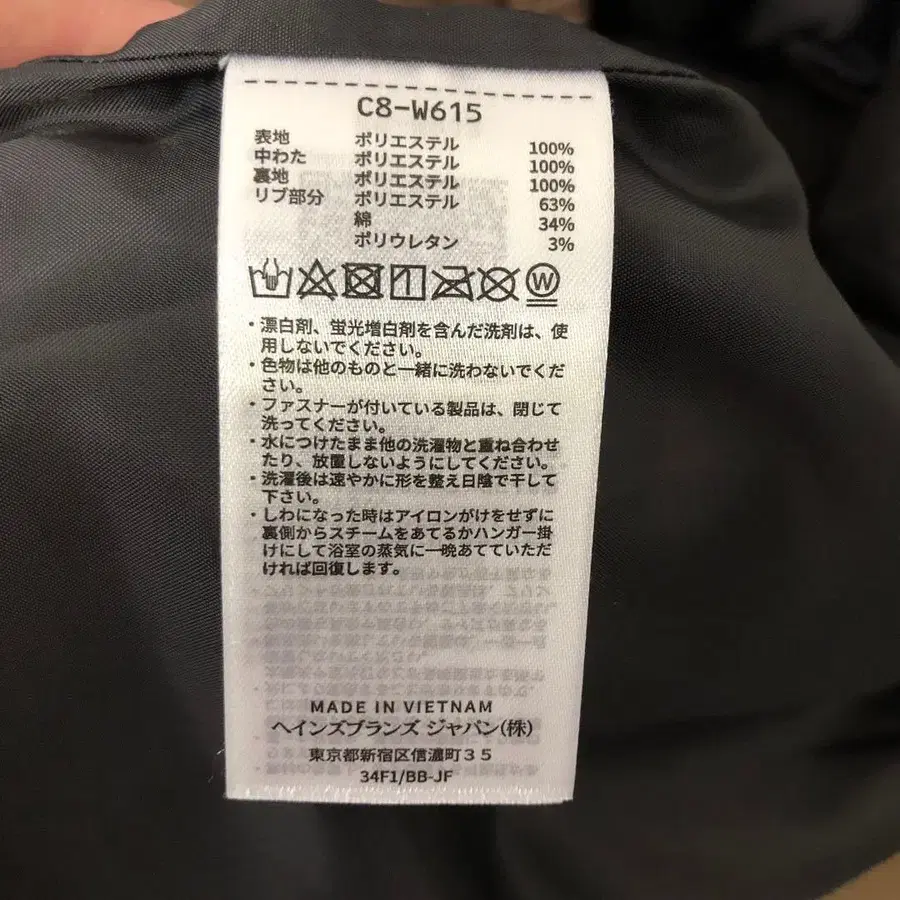 C8-W615
表地 ポリエステル 100%
中わた ポリエステル 100%
裏地 ポリエステル 100%
リブ部分 ポリエステル 63%
綿 34%
ポリウレタン 3%
W
・漂白剤、蛍光増白剤を含んだ洗剤は、使
用しないでください。
・色物は他のものと一緒に洗わないでくだ
さい。
・ファスナーが付いている製品は、閉じて
洗ってください。
・水につけたまま他の洗濯物と重ね合わせ
たり、放置しないようにしてください。
・洗濯後は速やかに形を整え日陰で干して
下さい。
・しわになった時はアイロンがけをせずに
裏側からスチームをあてるかハンガー掛
けにして浴室の蒸気に一晩あてていただ
ければ回復します。
MADE IN VIETNAM
ヘインズブランズ ジャパン(株)
東京都新宿区信濃町35
34F1/BB-JF